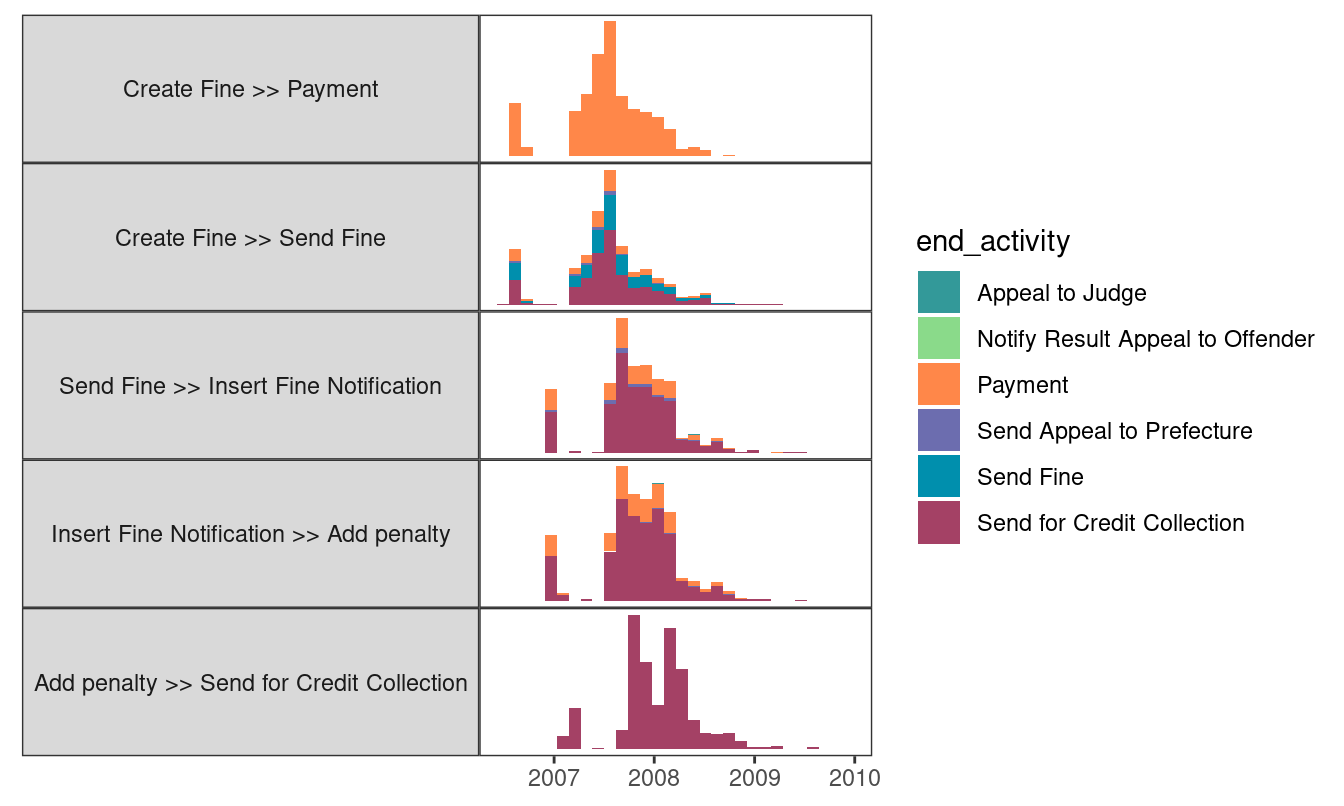 Create Fine >> Payment
Create Fine >> Send Fine
Send Fine >> Insert Fine Notification
Insert Fine Notification >> Add penalty
Add penalty >> Send for Credit Collection
2007 2008 2009 2010
end_activity
Appeal to Judge
Notify Result Appeal to Offender
Payment
Send Appeal to Prefecture
Send Fine
Send for Credit Collection